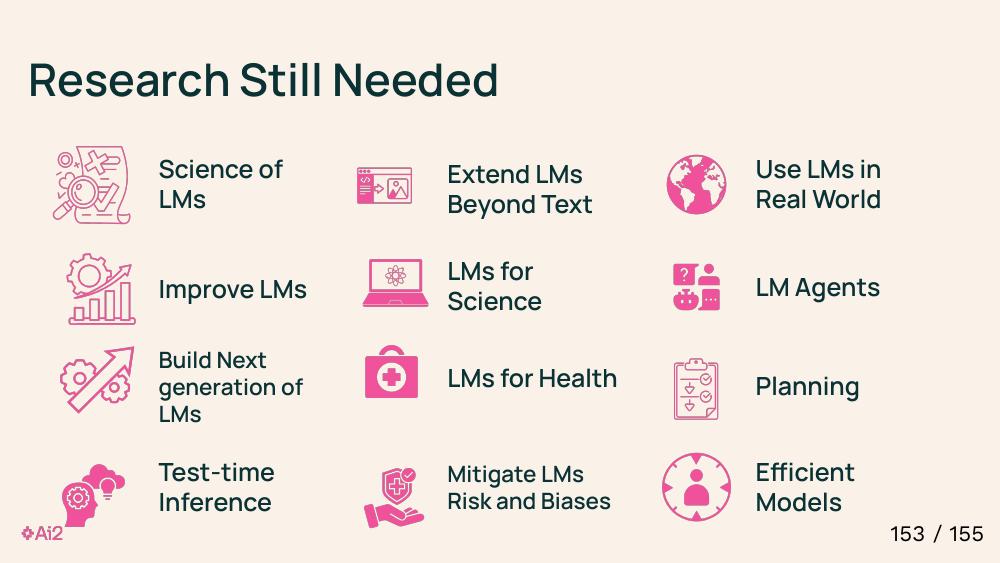 Research Still Needed
Science of
LMs
Extend LMs
Beyond Text
Use LMs in
Real World
Improve LMs
LMs for
Science
?
LM Agents
Build Next
generation of
LMs
LMs for Health
Planning
Test-time
Inference
Mitigate LMs
Risk and Biases
Efficient
Models
Ai2
153 / 155